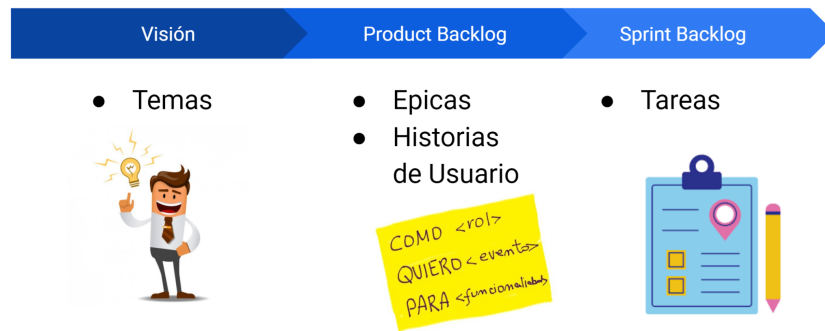 Visión
Product Backlog
Sprint Backlog
● Temas
● Epicas
● Historias
de Usuario
● Tareas
COMO <rol>
QUIERO <evento>
PARA <funcionalidad>